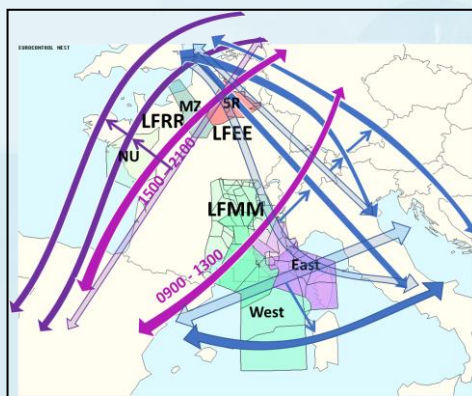 EUROCONTROL NEST
MZ
5R
LFRR
LFEE
NU
1500 - 2100
LFMM
0900 - 1300
East
West